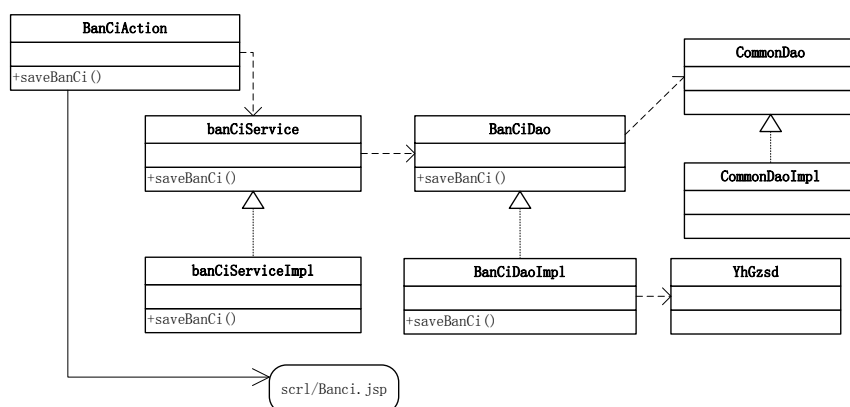 BanCiAction
+saveBanCi()
CommonDao
banCiService
+saveBanCi()
BanCiDao
+saveBanCi()
CommonDaoImpl
banCiServiceImpl
+saveBanCi()
BanCiDaoImpl
+saveBanCi()
YhGzsd
scrl/Banci.jsp